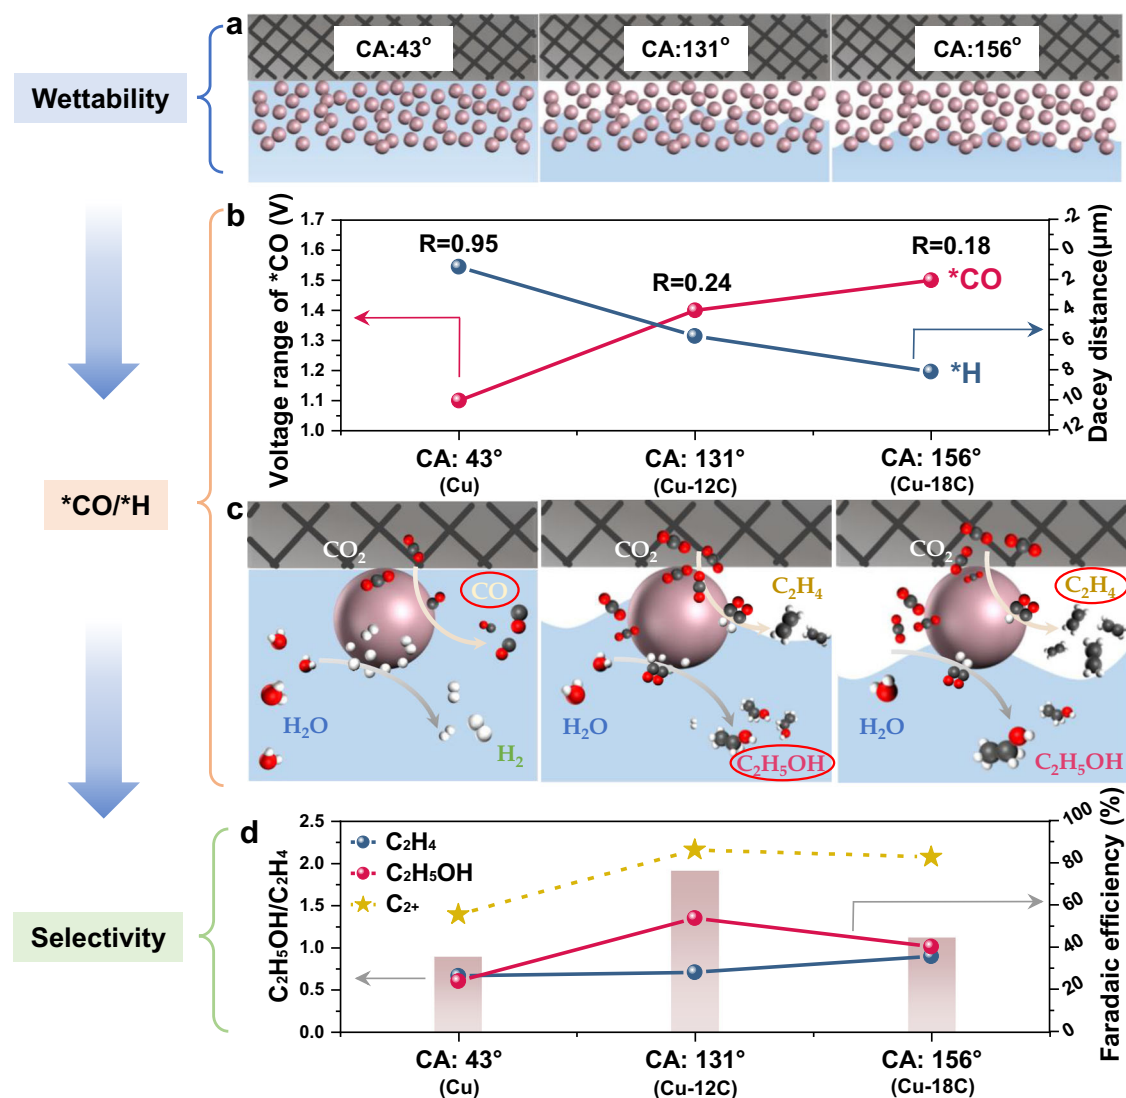 a
CA:43°
CA:131°
CA:156°
Wettability
b
Voltage range of *CO (V)
1.7
1.6
1.5
1.4
1.3
1.2
1.1
1.0
R=0.95
R=0.24
R=0.18
*CO
*H
-2
0
2
4
6
8
10
12
Dacey distance(μm)
CA: 43°
(Cu)
CA: 131°
(Cu-12C)
CA: 156°
(Cu-18C)
*CO/*H
c
CO₂
CO
H₂O
H₂
CO₂
C₂H₄
H₂O
C₂H₅OH
CO₂
C₂H₄
H₂O
C₂H₅OH
d
C₂H₅OH/C₂H₄
2.5
2.0
1.5
1.0
0.5
0.0
C₂H₄
C₂H₅OH
C₂₊
100
80
60
40
20
0
Faradaic efficiency (%)
Selectivity
CA: 43°
(Cu)
CA: 131°
(Cu-12C)
CA: 156°
(Cu-18C)